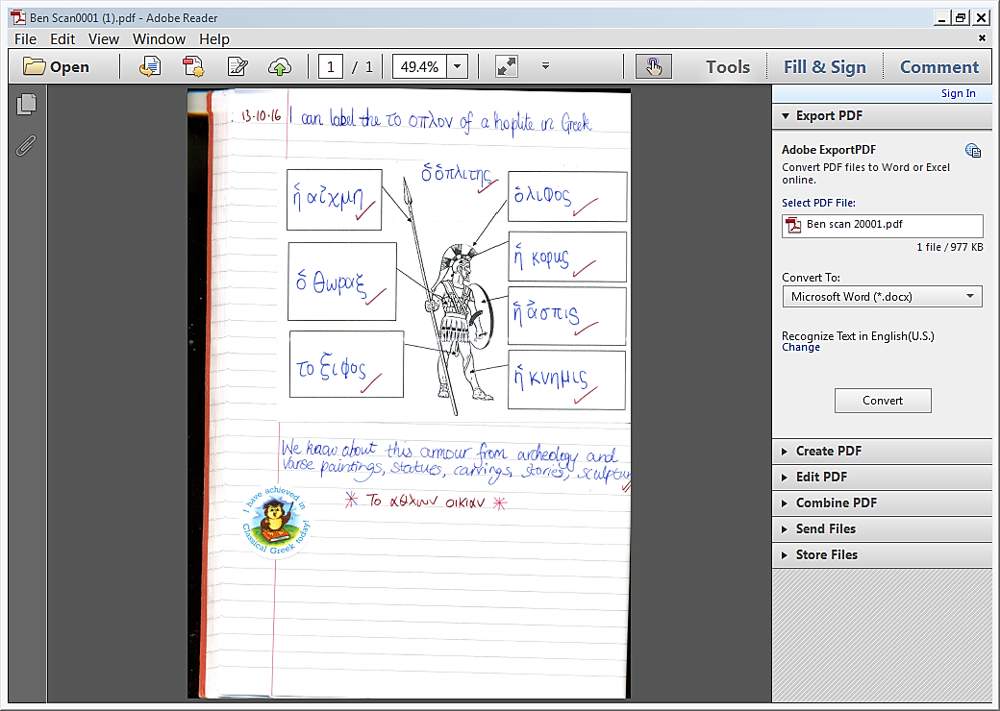 Ben Scan0001 (1).pdf - Adobe Reader
File Edit View Window Help
Open
1 / 1
49.4%
Tools
Fill & Sign
Comment
Sign In
Export PDF
Adobe ExportPDF
Convert PDF files to Word or Excel
online.
Select PDF File:
Ben scan 20001.pdf
1 file / 977 KB
Convert To:
Microsoft Word (*.docx)
Recognize Text in English(U.S.)
Change
Convert
Create PDF
Edit PDF
Combine PDF
Send Files
Store Files
13.10.16
I can label the το οπλον of a hoplite in Greek
ὁ ὁπλιτης
ἡ αἰχμη
ὁ λιφος
ἡ κορυς
ὁ θωραξ
ἡ ἀσπις
το ξιφος
ἡ κνημις
We know about this armour from archeology and
varse paintings, statues, carvings, stories, sculptur
I have achieved in
Classical Greek today!
* Το οικιαν *